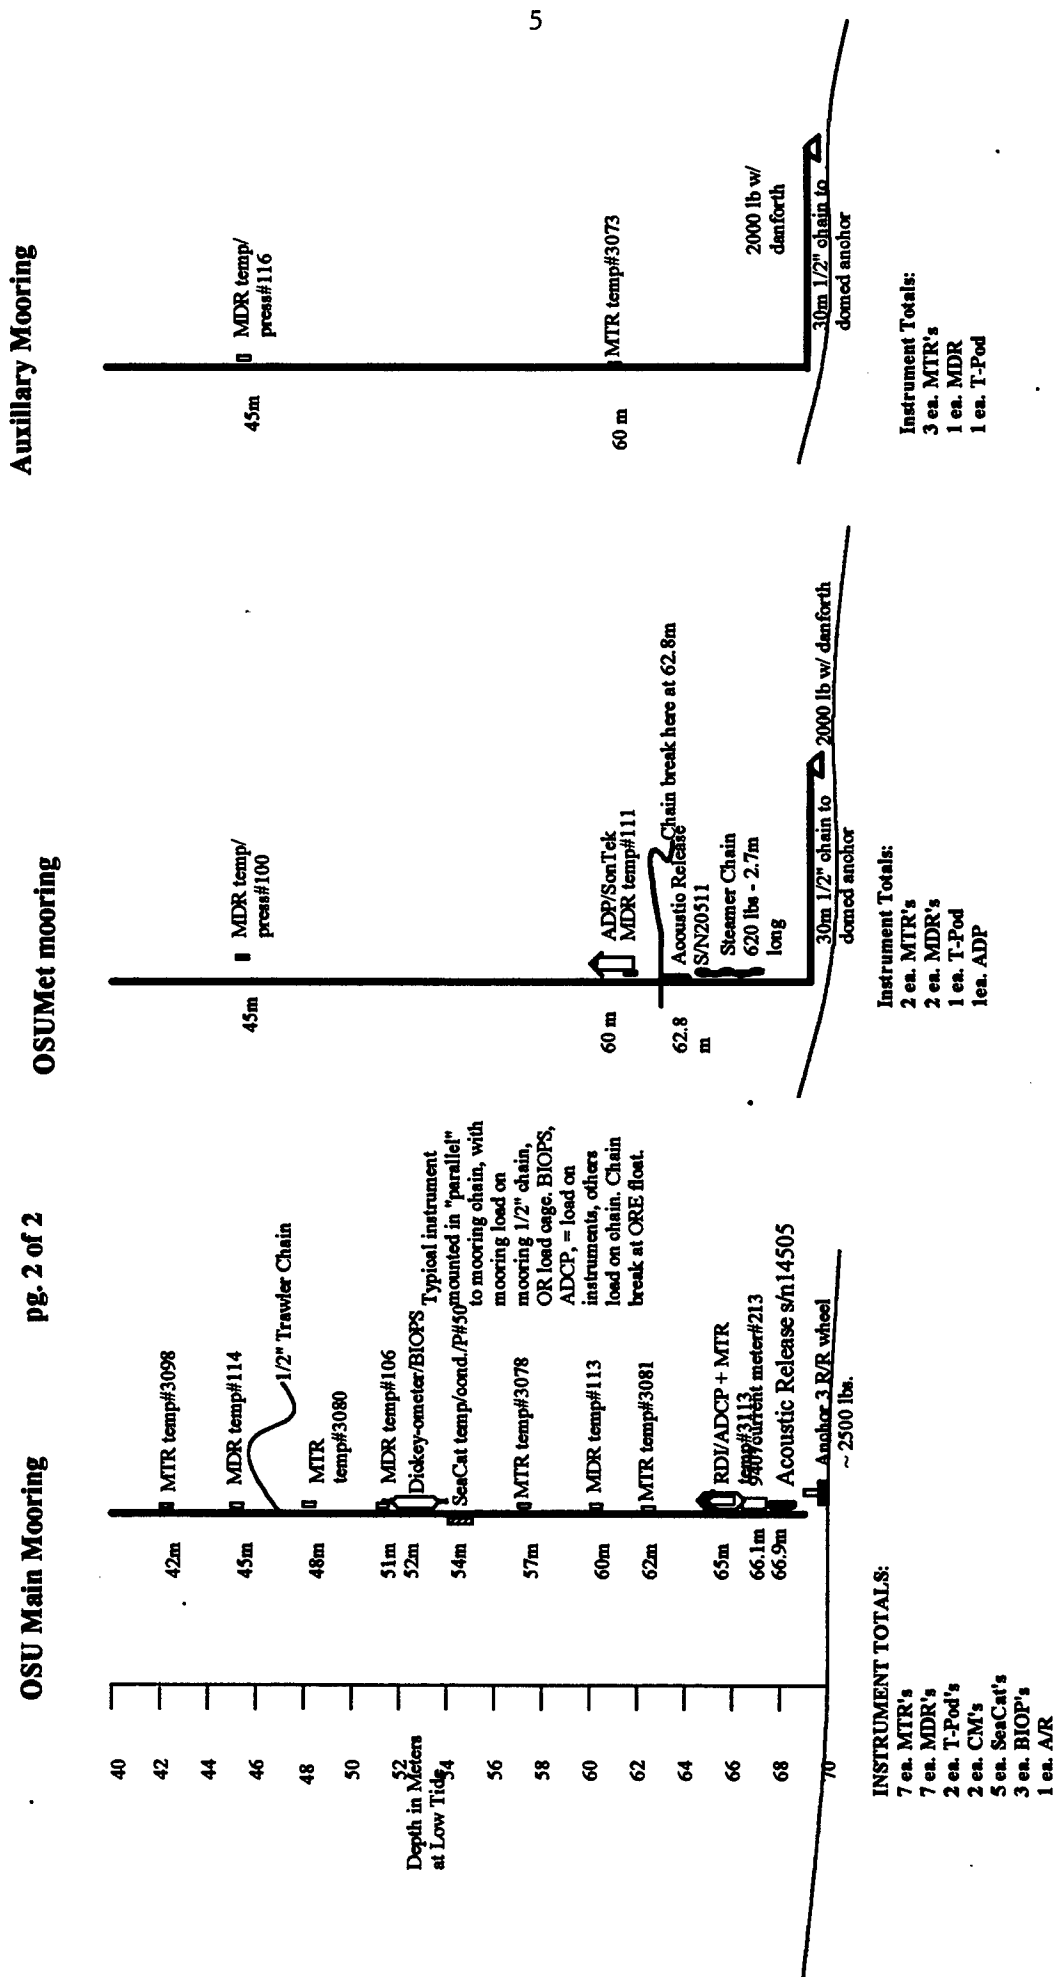 5
OSU Main Mooring
pg. 2 of 2
OSUMet mooring
Auxillary Mooring
40
42
44
46
48
50
52
54
56
58
60
62
64
66
68
70
Depth in Meters
at Low Tide
42m
MTR temp#3098
45m
MDR temp#114
1/2" Trawler Chain
48m
MTR
temp#3080
51m
MDR temp#106
52m
Dickey-ometer/BIOPS
54m
SeaCat temp/cond./P#50
57m
MTR temp#3078
60m
MDR temp#113
62m
MTR temp#3081
65m
RDI/ADCP + MTR
temp#3113
66.1m
9407current meter#213
66.9m
Acoustic Release s/n14505
Anchor 3 R/R wheel
~2500 lbs.
Typical instrument
mounted in "parallel"
to mooring chain, with
mooring load on
mooring 1/2" chain,
OR load cage. BIOPS,
ADCP, = load on
instruments, others
load on chain. Chain
break at ORE float.
INSTRUMENT TOTALS:
7 ea. MTR's
7 ea. MDR's
2 ea. T-Pod's
2 ea. CM's
5 ea. SeaCat's
3 ea. BIOP's
1 ea. A/R
45m
MDR temp/
press#100
60 m
ADP/SonTek
MDR temp#111
62.8
m
Chain break here at 62.8m
Acoustic Release
S/N20511
Steamer Chain
620 lbs - 2.7m
long
30m 1/2" chain to
domed anchor
2000 lb w/ danforth
Instrument Totals:
2 ea. MTR's
2 ea. MDR's
1 ea. T-Pod
1ea. ADP
45m
MDR temp/
press#116
60 m
MTR temp#3073
2000 lb w/
danforth
30m 1/2" chain to
domed anchor
Instrument Totals:
3 ea. MTR's
1 ea. MDR
1 ea. T-Pod